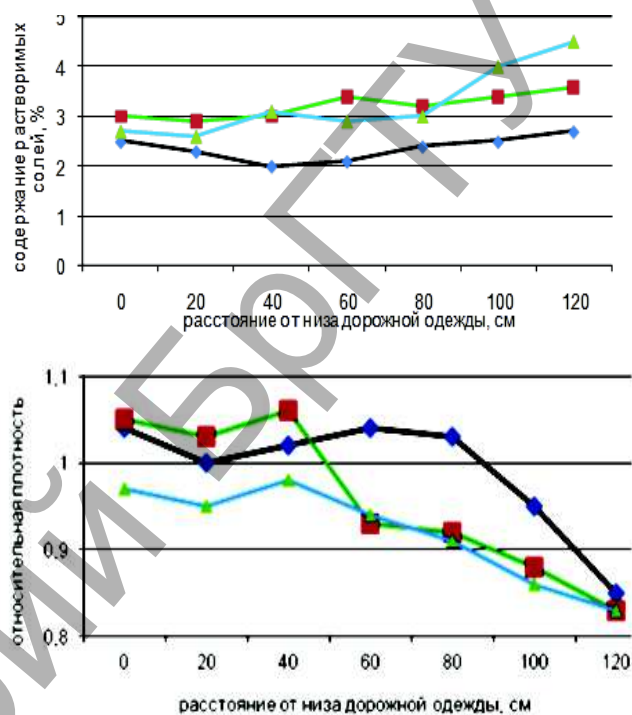 содержание растворимых
солей, %
5
4
3
2
1
0
0 20 40 60 80 100 120
расстояние от низа дорожной одежды, см
относительная плотность
1,1
1
0,9
0,8
0 20 40 60 80 100 120
расстояние от низа дорожной одежды, см
БрГТУ